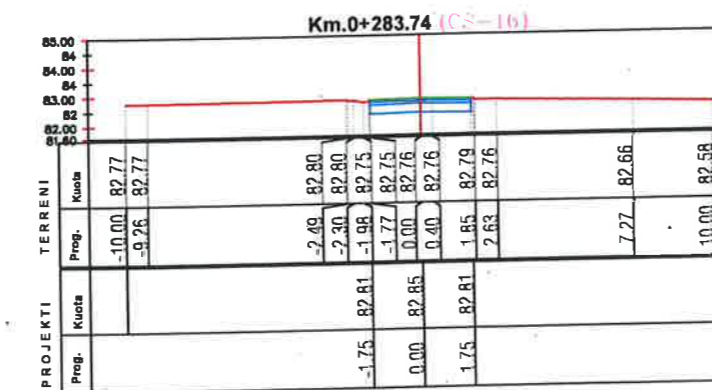 Km.0+283.74 (CS-16)
85.00
84
84.00
84
83.00
82
82.00
81.60
TERRENI
Kuota
82.77 82.77 82.80 82.80 82.75 82.75 82.76 82.76 82.79 82.76 82.66 82.58
Prog.
-10.00 -9.26 -2.49 -2.30 -1.98 -1.77 0.00 0.40 1.85 2.63 7.27 10.00
PROJEKTI
Kuota
82.81 82.85 82.81
Prog.
-1.75 0.00 1.75